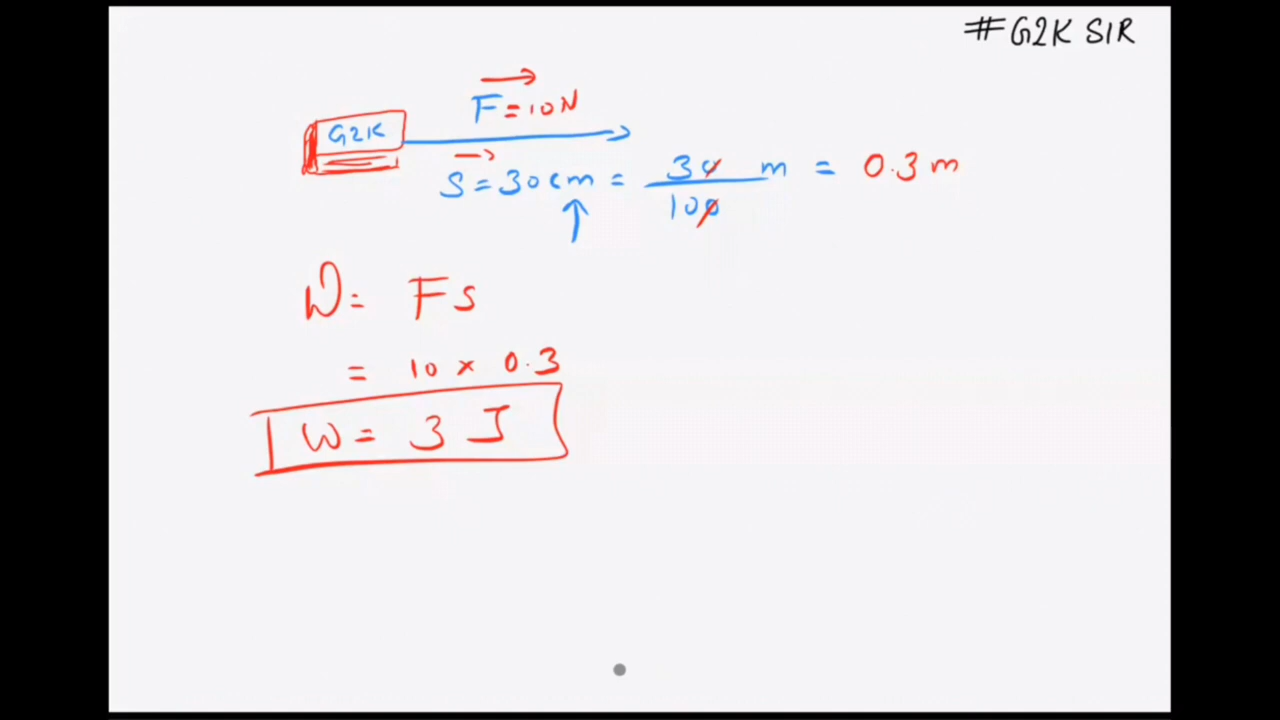 #G2K SIR
F = 10N
G2K
S = 30cm = 30/100 m = 0.3 m
W = Fs
= 10 × 0.3
W = 3 J